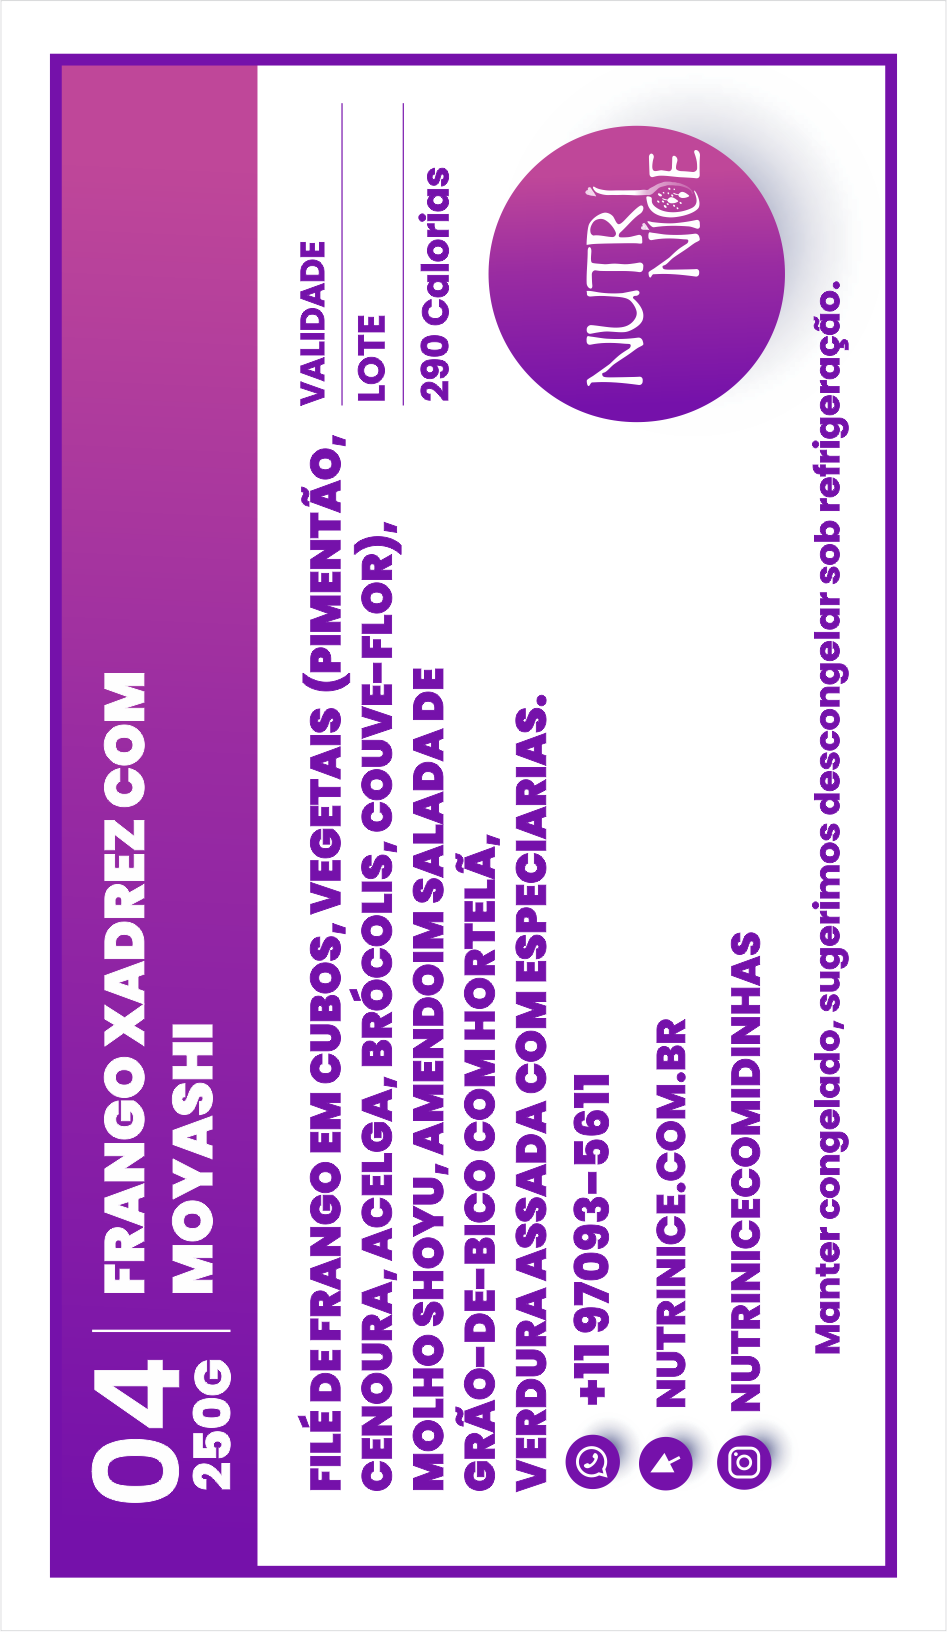 04
250G
FRANGO XADREZ COM
MOYASHI
FILÉ DE FRANGO EM CUBOS, VEGETAIS (PIMENTÃO,
CENOURA, ACELGA, BRÓCOLIS, COUVE-FLOR),
MOLHO SHOYU, AMENDOIM SALADA DE
GRÃO-DE-BICO COM HORTELÃ,
VERDURA ASSADA COM ESPECIARIAS.
VALIDADE
LOTE
290 Calorias
+11 97093-5611
NUTRINICE.COM.BR
NUTRINICECOMIDINHAS
NUTRÍ
NICE
Manter congelado, sugerimos descongelar sob refrigeração.